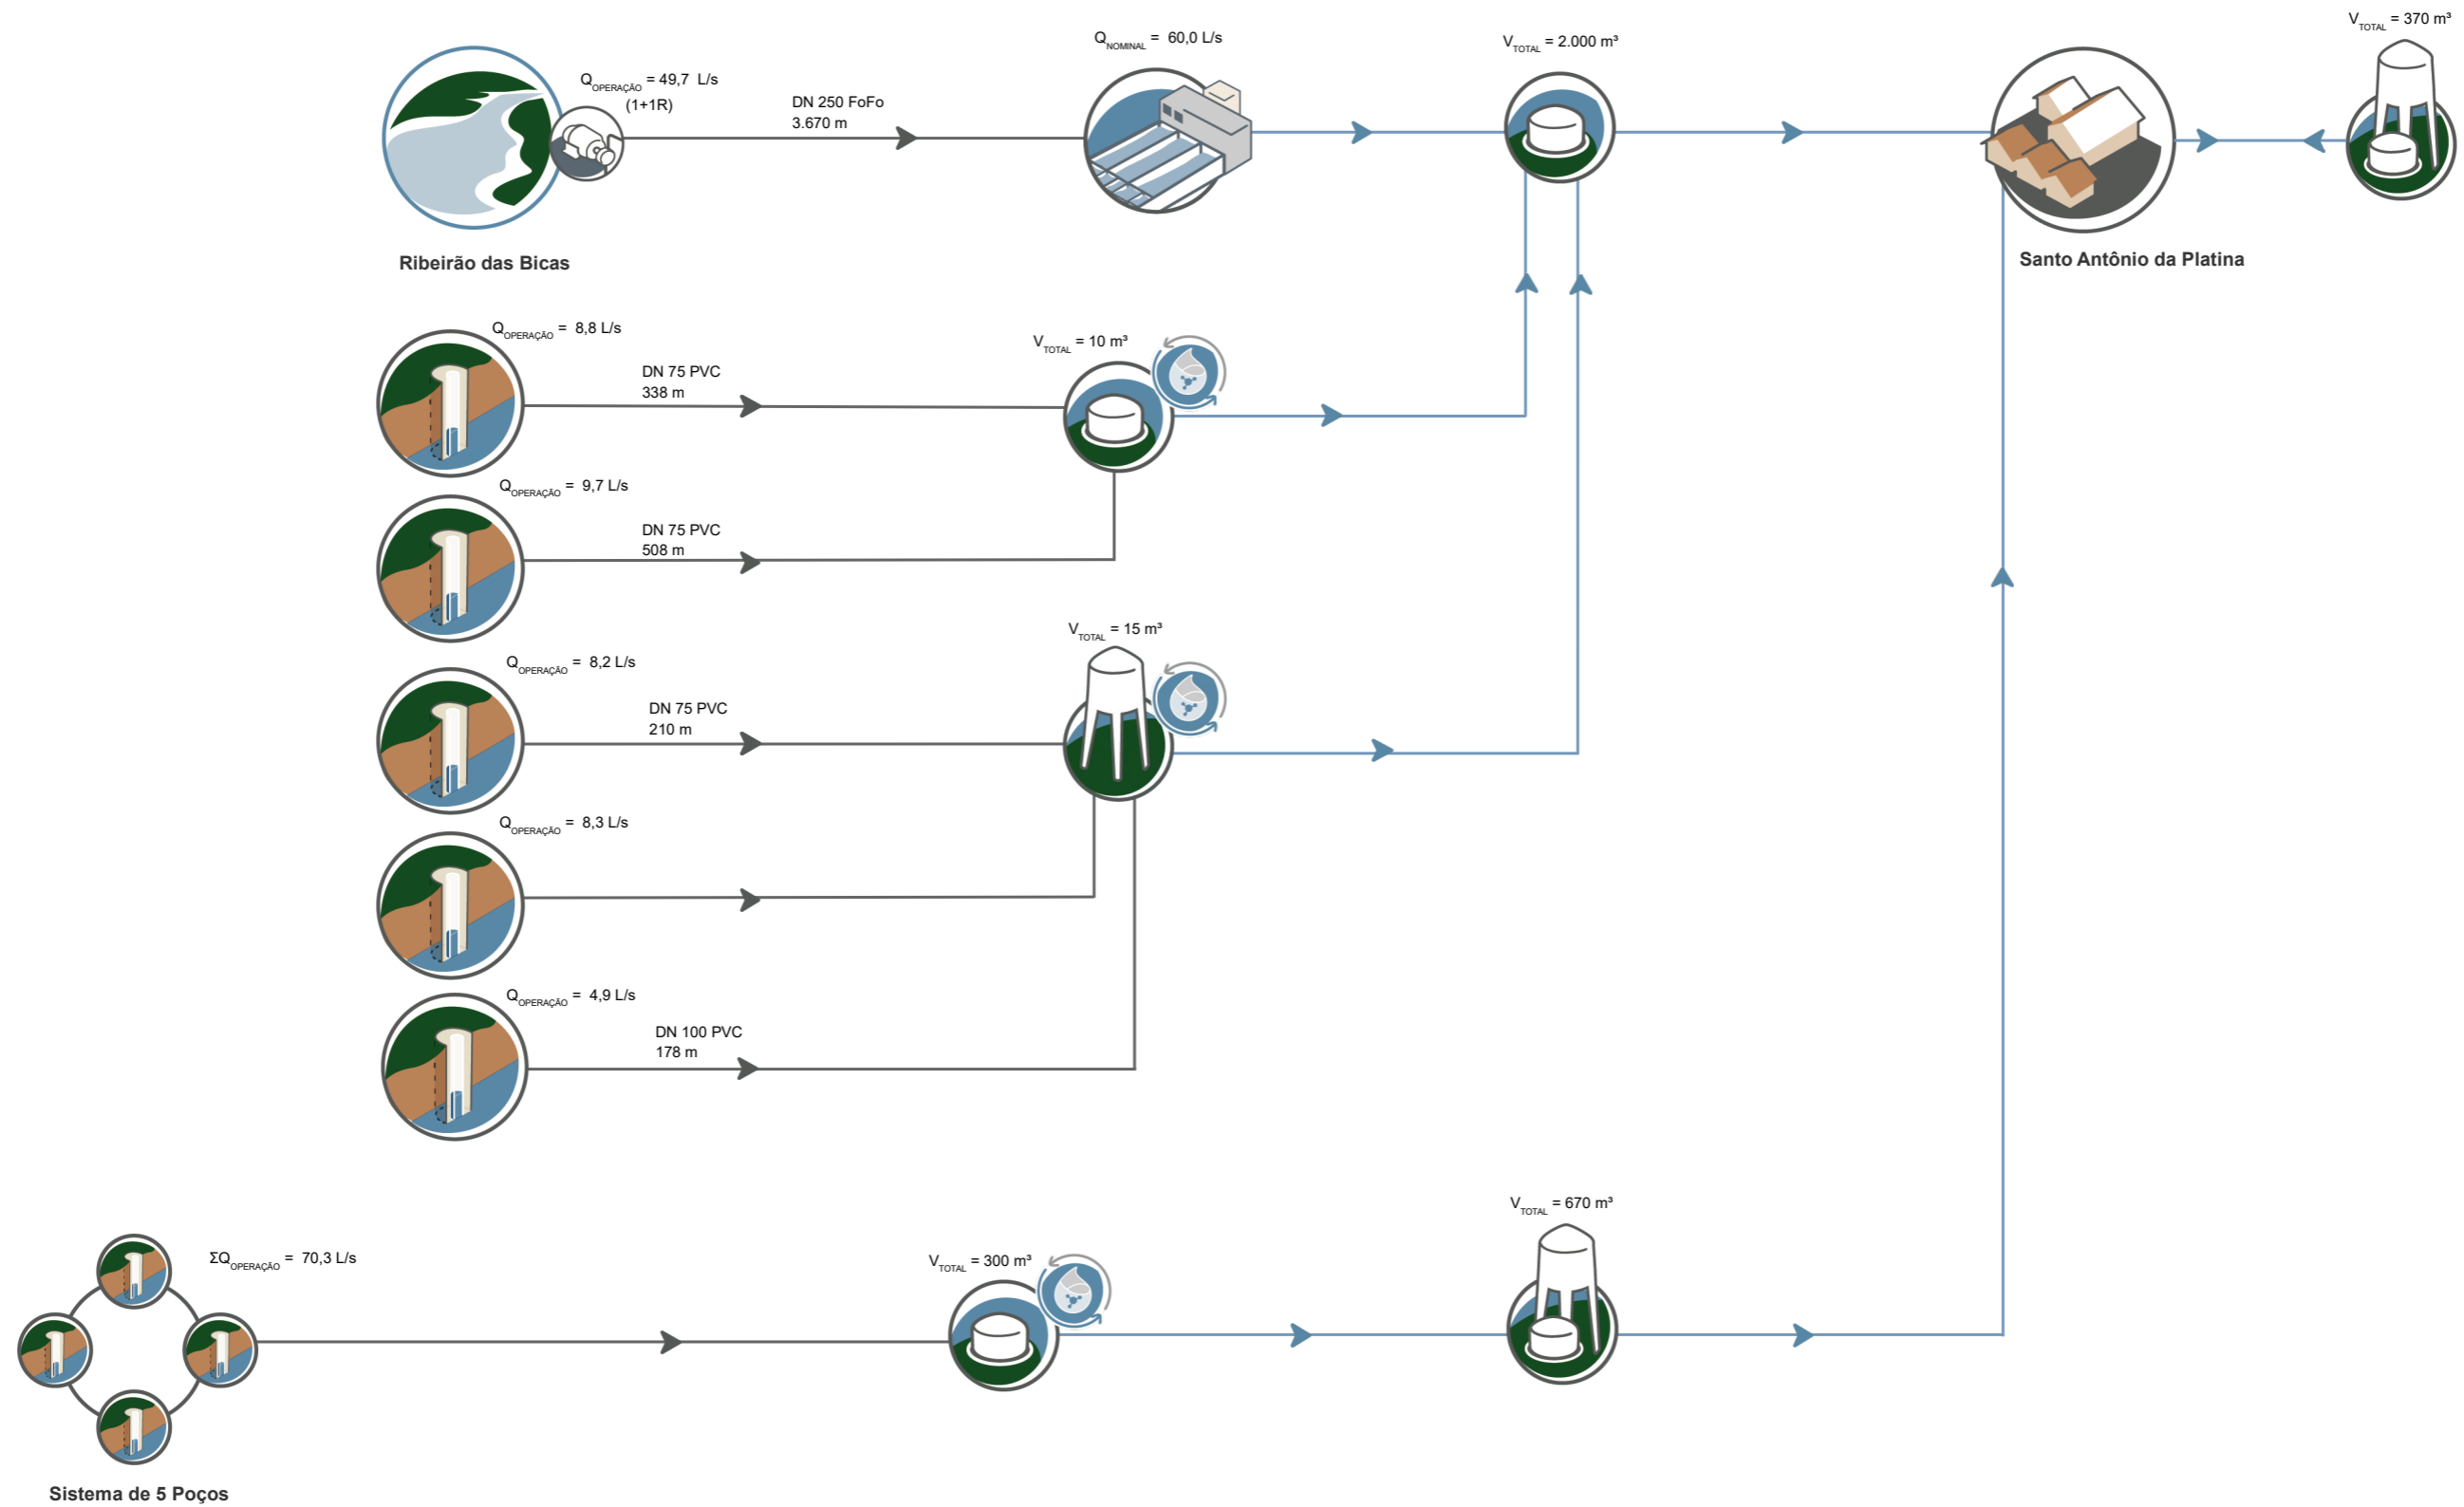 V TOTAL = 370 m³
Q NOMINAL = 60,0 L/s
V TOTAL = 2.000 m³
Q OPERAÇÃO = 49,7 L/s
(1+1R)
DN 250 FoFo
3.670 m
Ribeirão das Bicas
Santo Antônio da Platina
Q OPERAÇÃO = 8,8 L/s
DN 75 PVC
338 m
V TOTAL = 10 m³
Q OPERAÇÃO = 9,7 L/s
DN 75 PVC
508 m
V TOTAL = 15 m³
Q OPERAÇÃO = 8,2 L/s
DN 75 PVC
210 m
Q OPERAÇÃO = 8,3 L/s
Q OPERAÇÃO = 4,9 L/s
DN 100 PVC
178 m
V TOTAL = 670 m³
ΣQ OPERAÇÃO = 70,3 L/s
V TOTAL = 300 m³
Sistema de 5 Poços